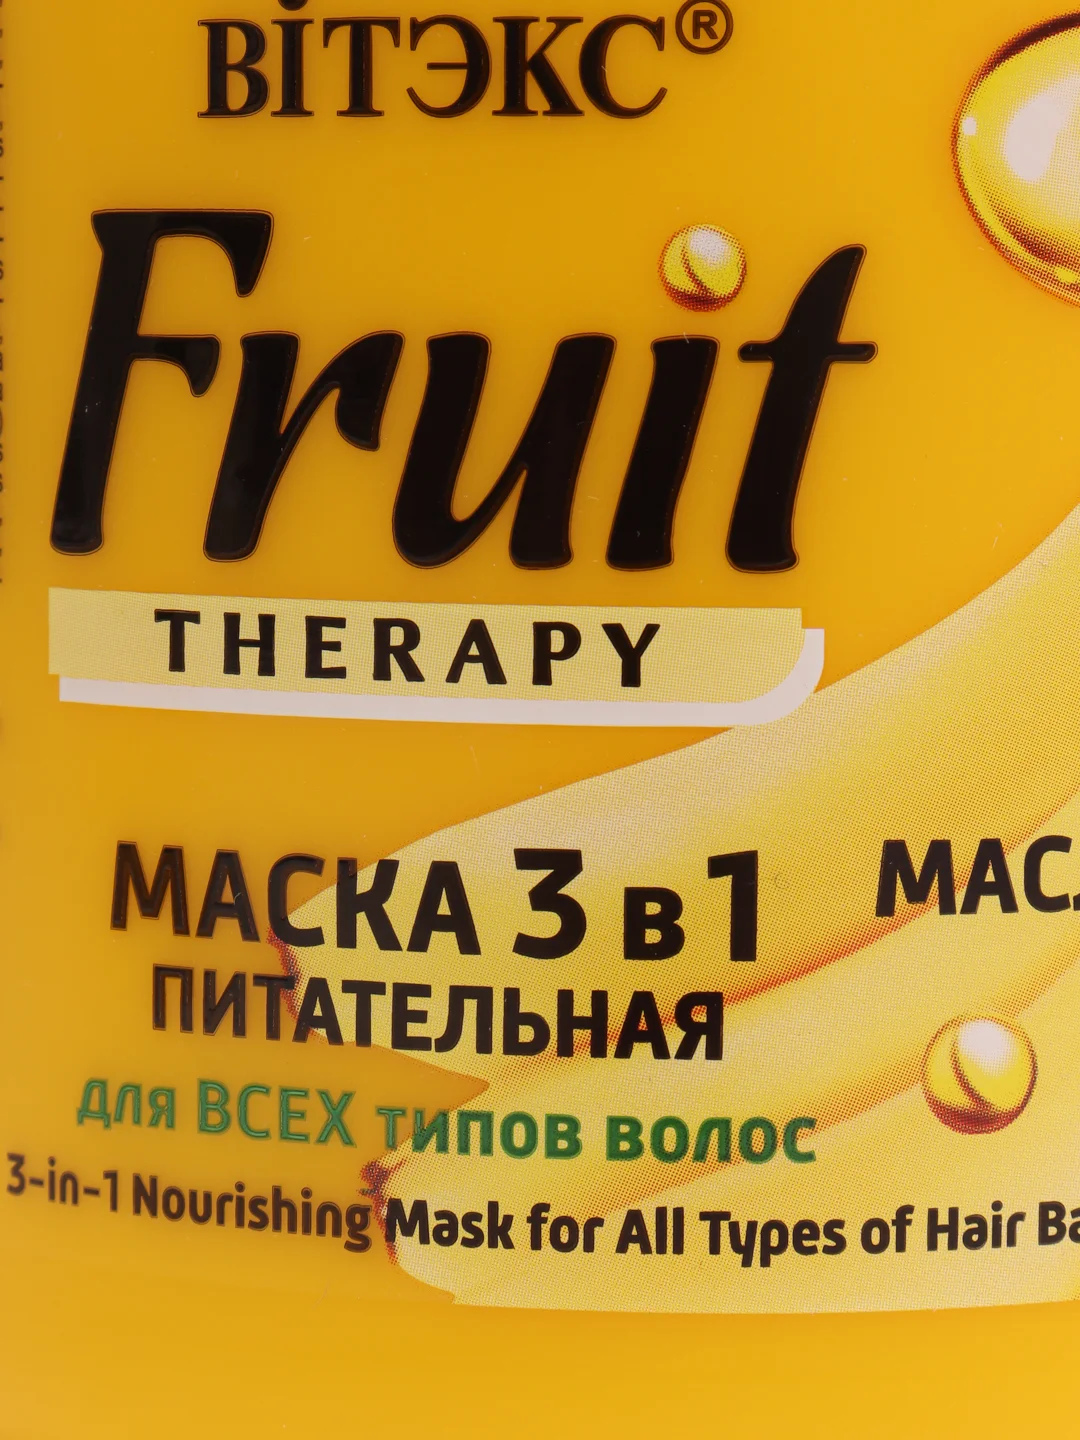 ВІТЭКС®
Fruit
THERAPY
МАСКА 3 в 1
ПИТАТЕЛЬНАЯ
для ВСЕХ типов волос
3-in-1 Nourishing Mask for All Types of Hair